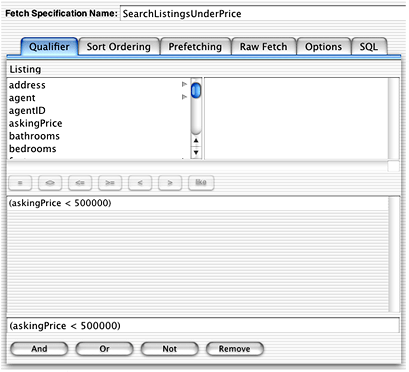 Fetch Specification Name: SearchListingsUnderPrice
Qualifier Sort Ordering Prefetching Raw Fetch Options SQL
Listing
address
agent
agentID
askingPrice
bathrooms
bedrooms
= <> <= >= < > like
(askingPrice < 500000)
(askingPrice < 500000)
And Or Not Remove